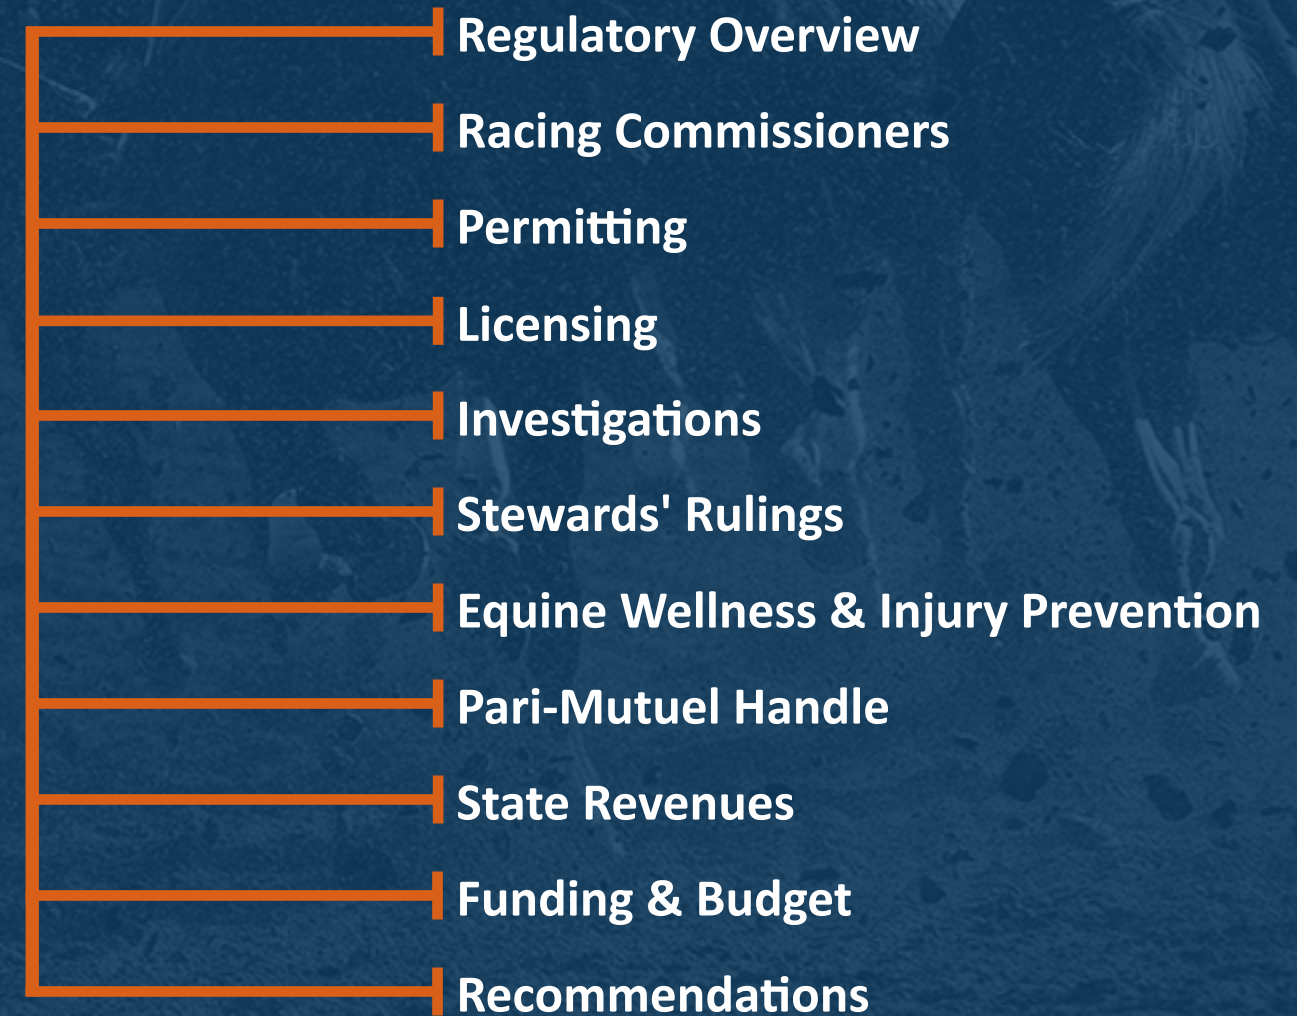 Regulatory Overview
Racing Commissioners
Permitting
Licensing
Investigations
Stewards' Rulings
Equine Wellness & Injury Prevention
Pari-Mutuel Handle
State Revenues
Funding & Budget
Recommendations